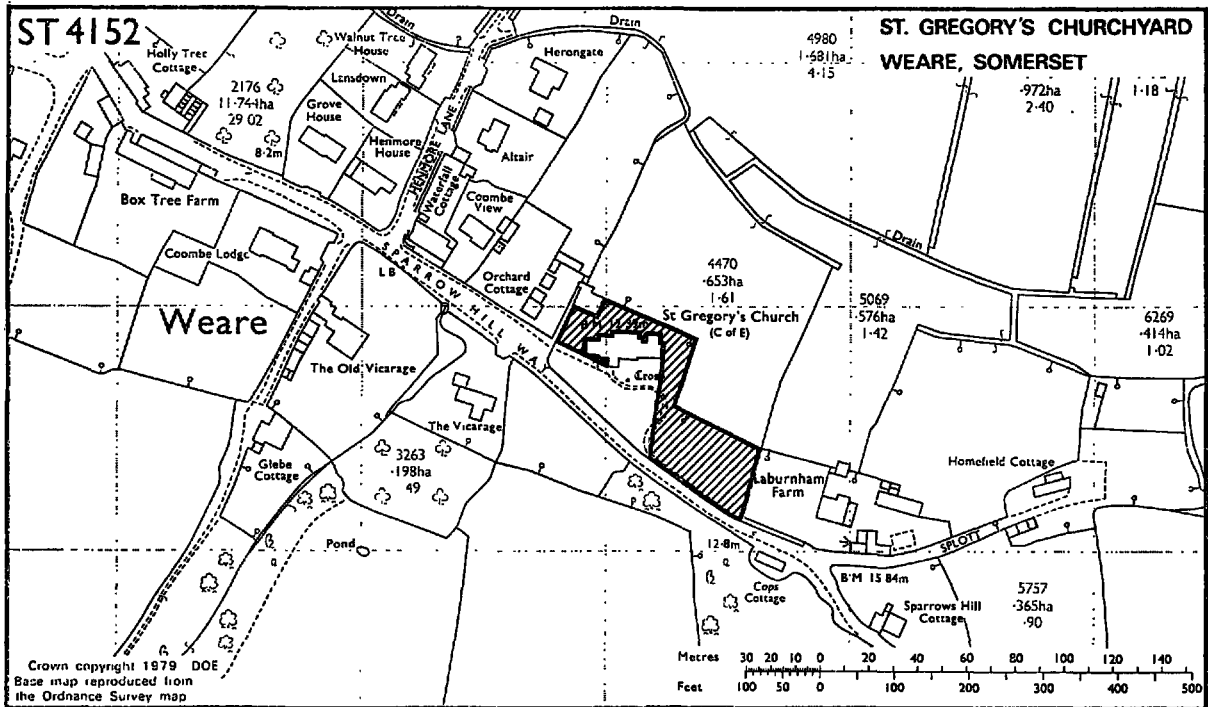 ST 4152
ST. GREGORY'S CHURCHYARD
WEARE, SOMERSET
Drain
Drain
Walnut Tree
House
Holly Tree
Cottage
Herongate
4980
1·681ha
4·15
·972ha
2·40
1·18
2176
11·744ha
29 02
Lansdown
Grove
House
Henmore
House
HENMORE LANE
Altair
8·2m
Waterfall
Cottage
Coombe
View
Box Tree Farm
Coombe Lodge
SPARROW HILL WAY
L B
Orchard
Cottage
Drain
4470
·653ha
1·61
5069
·576ha
1·42
6269
·414ha
1·02
Weare
St Gregory's Church
(C of E)
B M
Cross
The Old Vicarage
The Vicarage
3263
·198ha
49
Glebe
Cottage
Laburnham
Farm
Homefield Cottage
Pond
12·8m
SPLOTT
Cops
Cottage
B·M 15 84m
Sparrows Hill
Cottage
5757
·365ha
·90
Crown copyright 1979 DOE
Base map reproduced from
the Ordnance Survey map
Metres 30 20 10 0 20 40 60 80 100 120 140
Feet 100 50 0 100 200 300 400 500